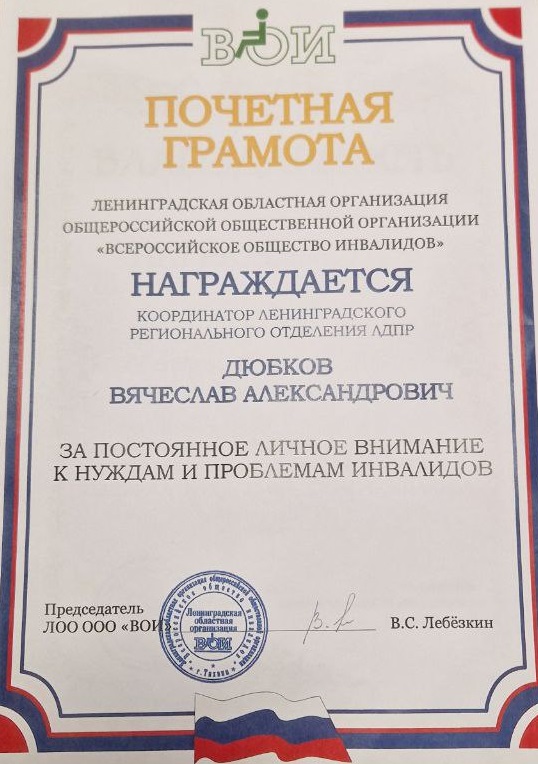 ВОИ
ПОЧЕТНАЯ
ГРАМОТА
ЛЕНИНГРАДСКАЯ ОБЛАСТНАЯ ОРГАНИЗАЦИЯ
ОБЩЕРОССИЙСКОЙ ОБЩЕСТВЕННОЙ ОРГАНИЗАЦИИ
«ВСЕРОССИЙСКОЕ ОБЩЕСТВО ИНВАЛИДОВ»
НАГРАЖДАЕТСЯ
КООРДИНАТОР ЛЕНИНГРАДСКОГО
РЕГИОНАЛЬНОГО ОТДЕЛЕНИЯ ЛДПР
ДЮБКОВ
ВЯЧЕСЛАВ АЛЕКСАНДРОВИЧ
ЗА ПОСТОЯННОЕ ЛИЧНОЕ ВНИМАНИЕ
К НУЖДАМ И ПРОБЛЕМАМ ИНВАЛИДОВ
Председатель
ЛОО ООО «ВОИ»
В.С. Лебёзкин
Ленинградская
областная
организация
ВОИ